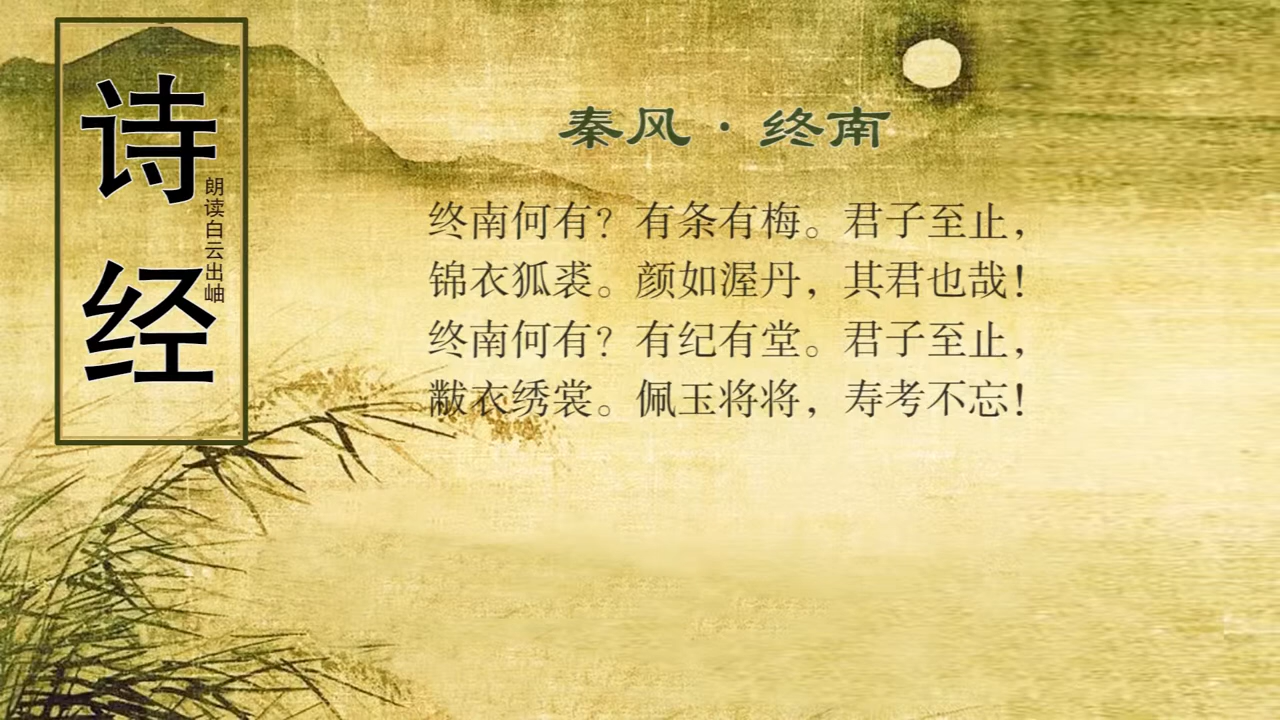 诗经
朗读白云出岫
秦风·终南
终南何有？有条有梅。君子至止，
锦衣狐裘。颜如渥丹，其君也哉！
终南何有？有纪有堂。君子至止，
黻衣绣裳。佩玉将将，寿考不忘！